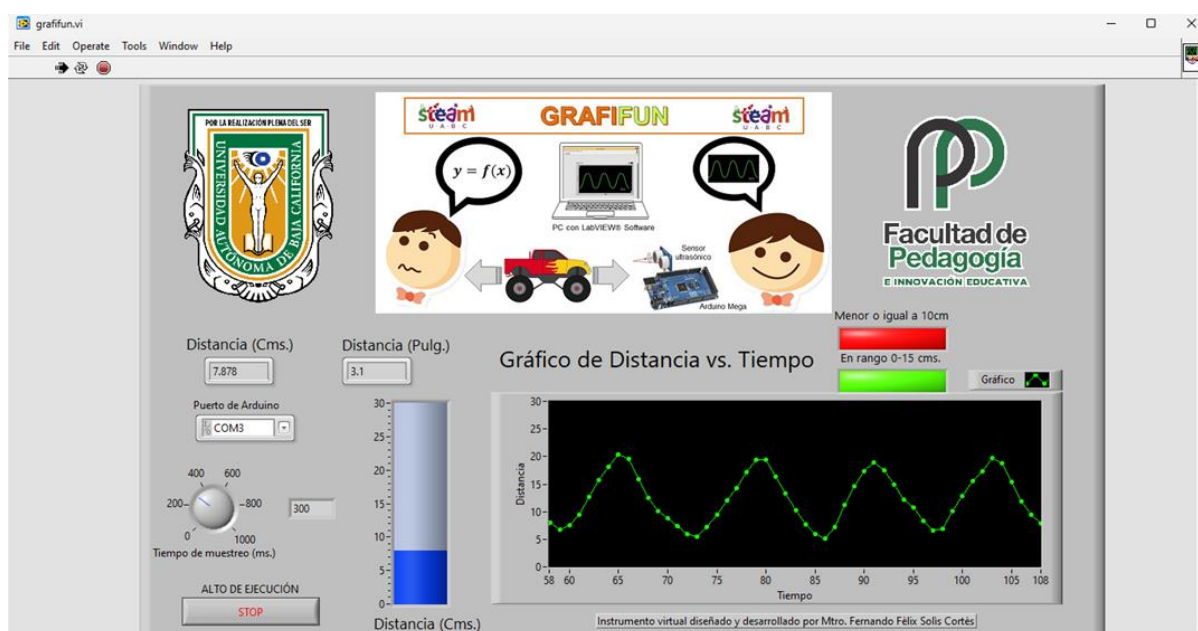 grafifun.vi
File Edit Operate Tools Window Help
POR LA REALIZACIÓN PLENA DEL SER
UNIVERSIDAD AUTÓNOMA DE BAJA CALIFORNIA
steam
U·A·B·C
GRAFIFUN
steam
U·A·B·C
y = f(x)
PC con LabVIEW® Software
Sensor
ultrasónico
Arduino Mega
Facultad de
Pedagogía
E INNOVACIÓN EDUCATIVA
Menor o igual a 10cm
En rango 0-15 cms.
Distancia (Cms.)
7.878
Distancia (Pulg.)
3.1
Gráfico de Distancia vs. Tiempo
Gráfico
Puerto de Arduino
COM3
0
200
400
600
800
1000
300
Tiempo de muestreo (ms.)
ALTO DE EJECUCIÓN
STOP
30
25
20
15
10
5
0
Distancia (Cms.)
Distancia
30
25
20
15
10
5
0
58 60 65 70 75 80 85 90 95 100 105 108
Tiempo
Instrumento virtual diseñado y desarrollado por Mtro. Fernando Félix Solis Cortès